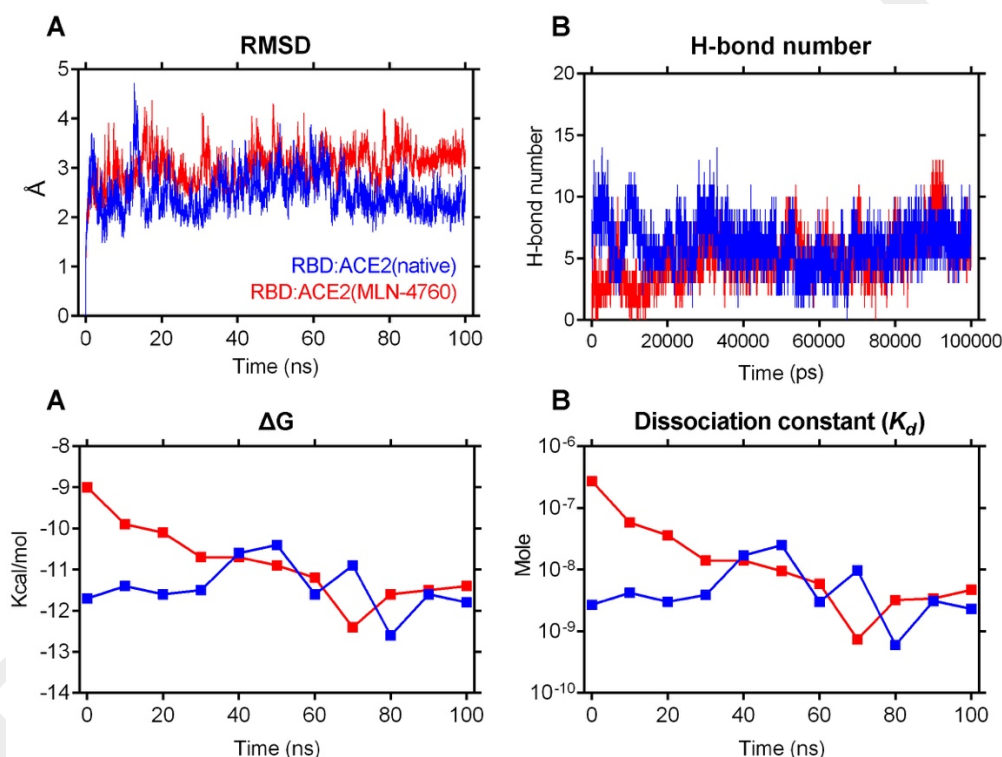 A
RMSD
5
4
3
2
1
0
Å
RBD:ACE2(native)
RBD:ACE2(MLN-4760)
0 20 40 60 80 100
Time (ns)
B
H-bond number
20
15
10
5
0
H-bond number
0 20000 40000 60000 80000 100000
Time (ps)
A
ΔG
-8
-9
-10
-11
-12
-13
-14
Kcal/mol
0 20 40 60 80 100
Time (ns)
B
Dissociation constant (K_d)
10^-6
10^-7
10^-8
10^-9
10^-10
Mole
0 20 40 60 80 100
Time (ns)